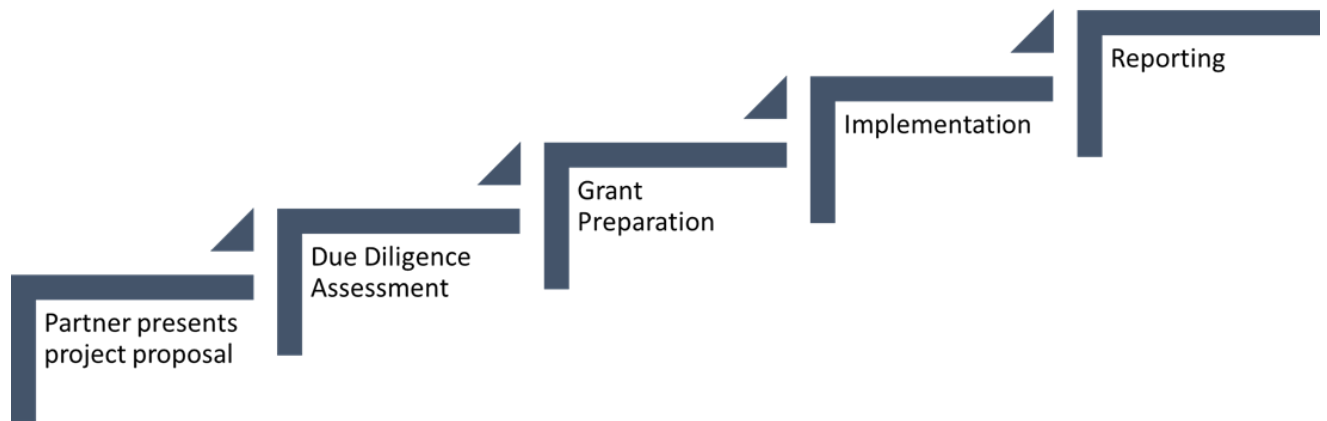 Partner presents
project proposal
Due Diligence
Assessment
Grant
Preparation
Implementation
Reporting